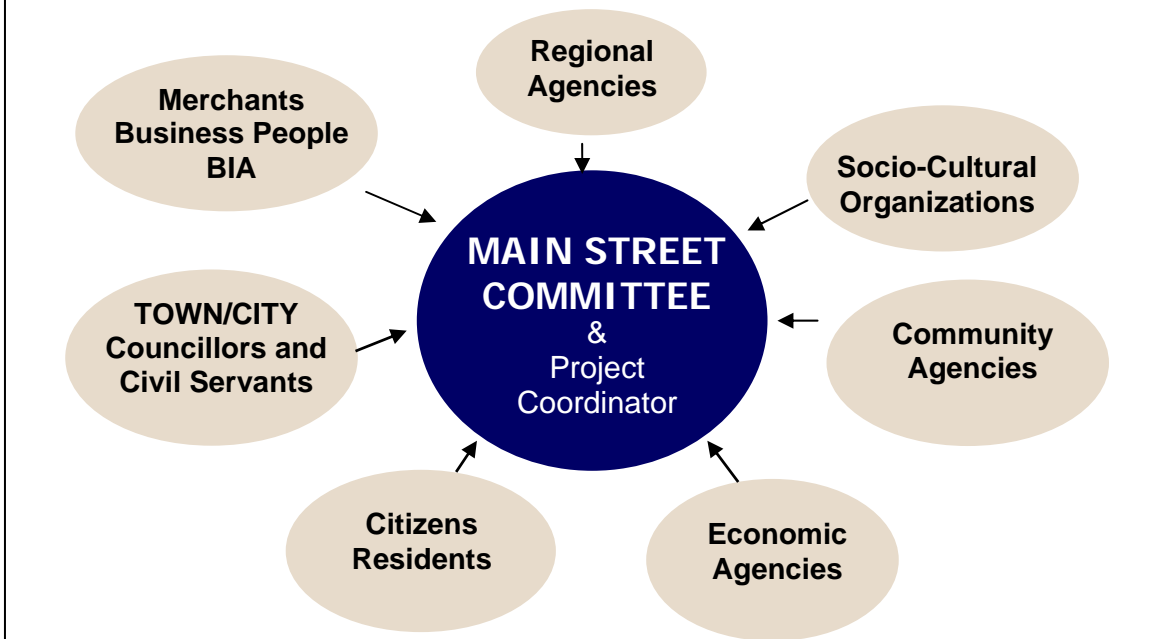 Regional
Agencies
Merchants
Business People
BIA
Socio-Cultural
Organizations
MAIN STREET
COMMITTEE
&
Project
Coordinator
TOWN/CITY
Councillors and
Civil Servants
Community
Agencies
Citizens
Residents
Economic
Agencies